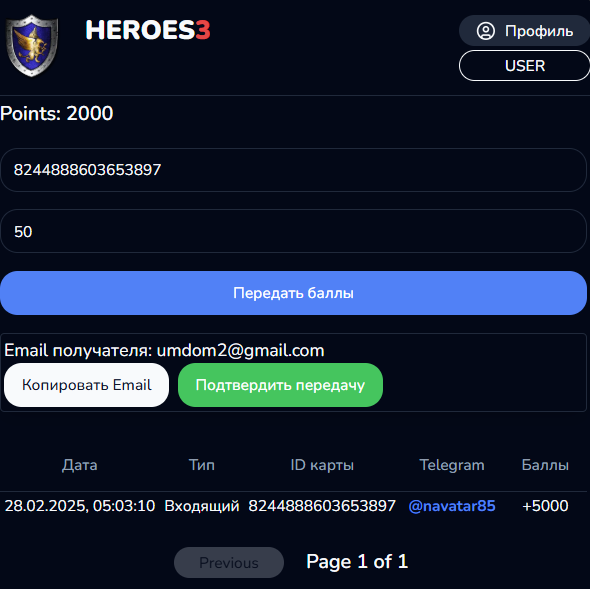 HEROES3
Профиль
USER
Points: 2000
8244888603653897
50
Передать баллы
Email получателя: umdom2@gmail.com
Копировать Email Подтвердить передачу
Дата Тип ID карты Telegram Баллы
28.02.2025, 05:03:10 Входящий 8244888603653897 @navatar85 +5000
Previous Page 1 of 1